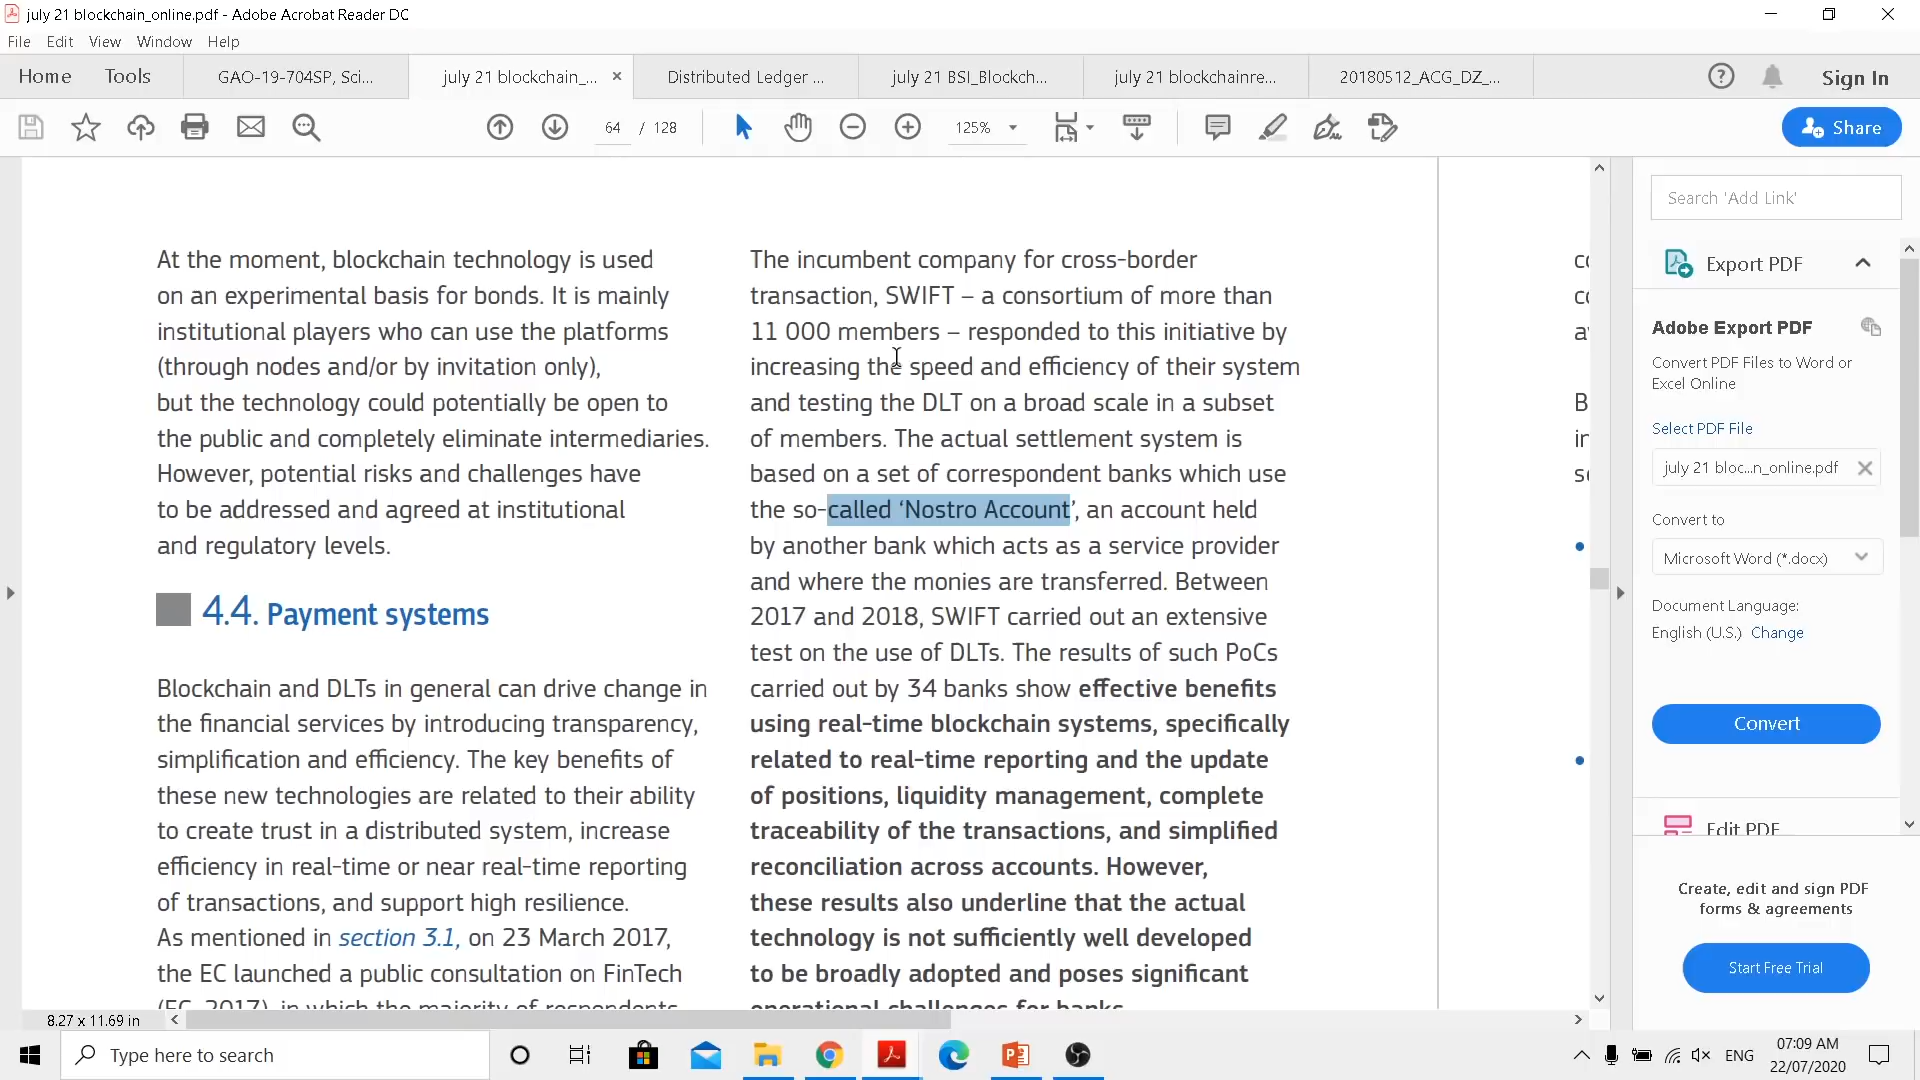 july 21 blockchain_online.pdf - Adobe Acrobat Reader DC
File Edit View Window Help
Home Tools GAO-19-704SP, Sci... july 21 blockchain_... × Distributed Ledger ... july 21 BSI_Blockch... july 21 blockchainre... 20180512_ACG_DZ_... Sign In
64 / 128 125% Share
At the moment, blockchain technology is used
on an experimental basis for bonds. It is mainly
institutional players who can use the platforms
(through nodes and/or by invitation only),
but the technology could potentially be open to
the public and completely eliminate intermediaries.
However, potential risks and challenges have
to be addressed and agreed at institutional
and regulatory levels.
4.4. Payment systems
Blockchain and DLTs in general can drive change in
the financial services by introducing transparency,
simplification and efficiency. The key benefits of
these new technologies are related to their ability
to create trust in a distributed system, increase
efficiency in real-time or near real-time reporting
of transactions, and support high resilience.
As mentioned in section 3.1, on 23 March 2017,
the EC launched a public consultation on FinTech
(EC, 2017), in which the majority of respondents
The incumbent company for cross-border
transaction, SWIFT – a consortium of more than
11 000 members – responded to this initiative by
increasing the speed and efficiency of their system
and testing the DLT on a broad scale in a subset
of members. The actual settlement system is
based on a set of correspondent banks which use
the so-called ‘Nostro Account’, an account held
by another bank which acts as a service provider
and where the monies are transferred. Between
2017 and 2018, SWIFT carried out an extensive
test on the use of DLTs. The results of such PoCs
carried out by 34 banks show effective benefits
using real-time blockchain systems, specifically
related to real-time reporting and the update
of positions, liquidity management, complete
traceability of the transactions, and simplified
reconciliation across accounts. However,
these results also underline that the actual
technology is not sufficiently well developed
to be broadly adopted and poses significant
operational challenges for banks.
Search 'Add Link'
Export PDF
Adobe Export PDF
Convert PDF Files to Word or
Excel Online
Select PDF File
july 21 bloc...n_online.pdf
Convert to
Microsoft Word (*.docx)
Document Language:
English (U.S.) Change
Convert
Edit PDF
Create, edit and sign PDF
forms & agreements
Start Free Trial
8.27 x 11.69 in
Type here to search
ENG
07:09 AM
22/07/2020